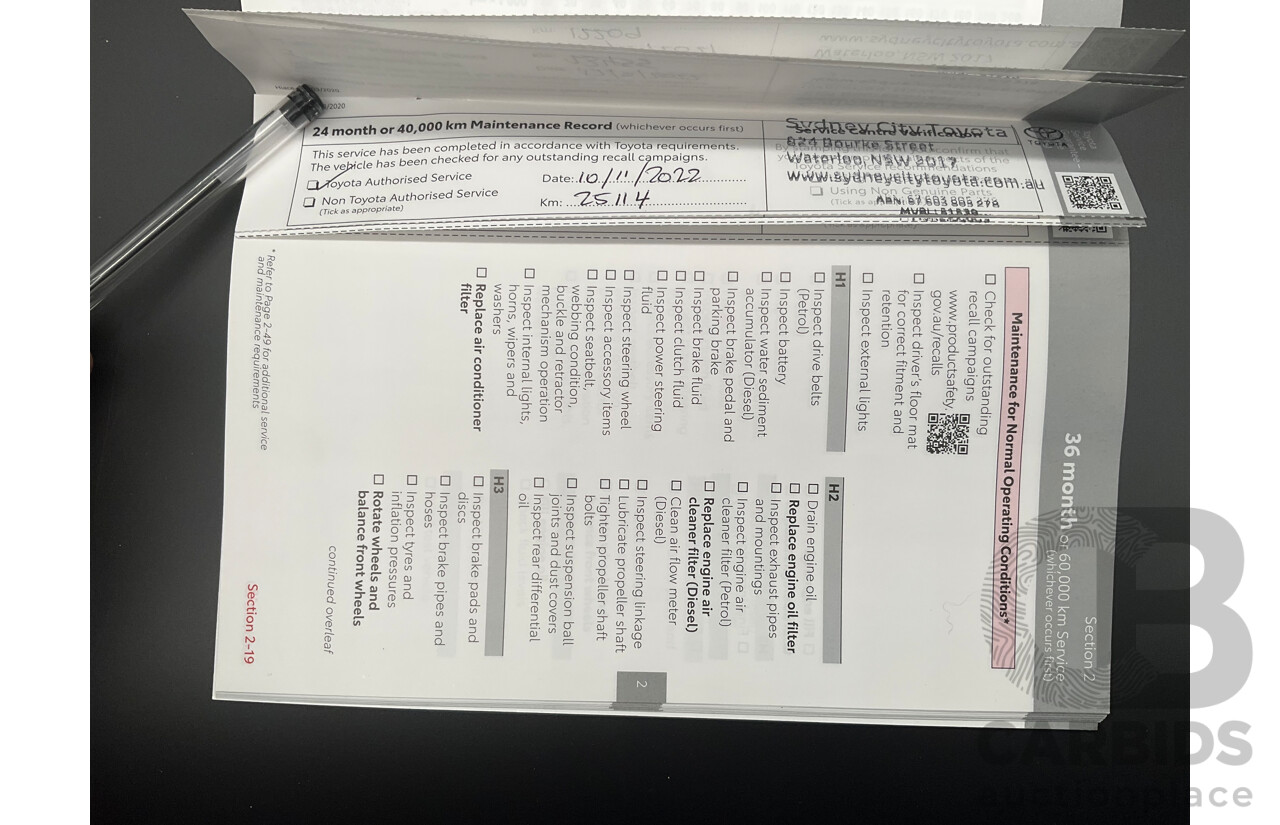 24 month or 40,000 km Maintenance Record (whichever occurs first)
This service has been completed in accordance with Toyota requirements.
The vehicle has been checked for any outstanding recall campaigns.
Toyota Authorised Service
Non Toyota Authorised Service
(Tick as appropriate)
Date: 10/11/2022
Km: 25114
Sydney City Toyota
Service Centre Verification
824 Bourke Street
Waterloo NSW 2017
www.sydneycitytoyota.com.au
Using Non Genuine Parts
TOYOTA
Section 2
36 month or 60,000 km Service
(whichever occurs first)
Maintenance for Normal Operating Conditions*
Check for outstanding
recall campaigns
www.productsafety.
gov.au/recalls
Inspect driver's floor mat
for correct fitment and
retention
Inspect external lights
H1
Inspect drive belts
(Petrol)
Inspect battery
Inspect water sediment
accumulator (Diesel)
Inspect brake pedal and
parking brake
Inspect brake fluid
Inspect clutch fluid
Inspect power steering
fluid
Inspect steering wheel
Inspect accessory items
Inspect seatbelt,
webbing condition,
buckle and retractor
mechanism operation
Inspect internal lights,
horns, wipers and
washers
Replace air conditioner
filter
H2
Drain engine oil
Replace engine oil filter
Inspect exhaust pipes
and mountings
Inspect engine air
cleaner filter (Petrol)
Replace engine air
cleaner filter (Diesel)
Clean air flow meter
(Diesel)
Inspect steering linkage
Lubricate propeller shaft
Tighten propeller shaft
bolts
Inspect suspension ball
joints and dust covers
Inspect rear differential
oil
H3
Inspect brake pads and
discs
Inspect brake pipes and
hoses
Inspect tyres and
inflation pressures
Rotate wheels and
balance front wheels
continued overleaf
* Refer to Page 2-49 for additional service
and maintenance requirements
Section 2-19
2
CARBIDS
auctionplace